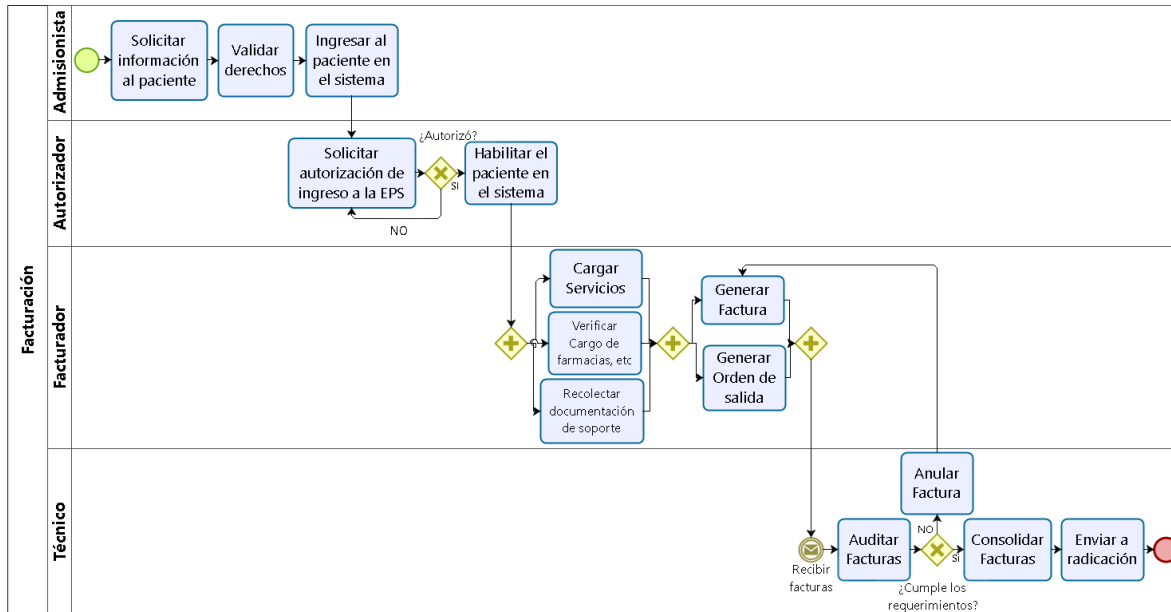 Facturación
Admisionista
Solicitar
información
al paciente
Validar
derechos
Ingresar al
paciente en
el sistema
Autorizador
Solicitar
autorización de
ingreso a la EPS
¿Autorizó?
SI
NO
Habilitar el
paciente en
el sistema
Facturador
Cargar
Servicios
Verificar
Cargo de
farmacias, etc
Recolectar
documentación
de soporte
Generar
Factura
Generar
Orden de
salida
Técnico
Recibir
facturas
Auditar
Facturas
¿Cumple los
requerimientos?
NO
Anular
Factura
SI
Consolidar
Facturas
Enviar a
radicación